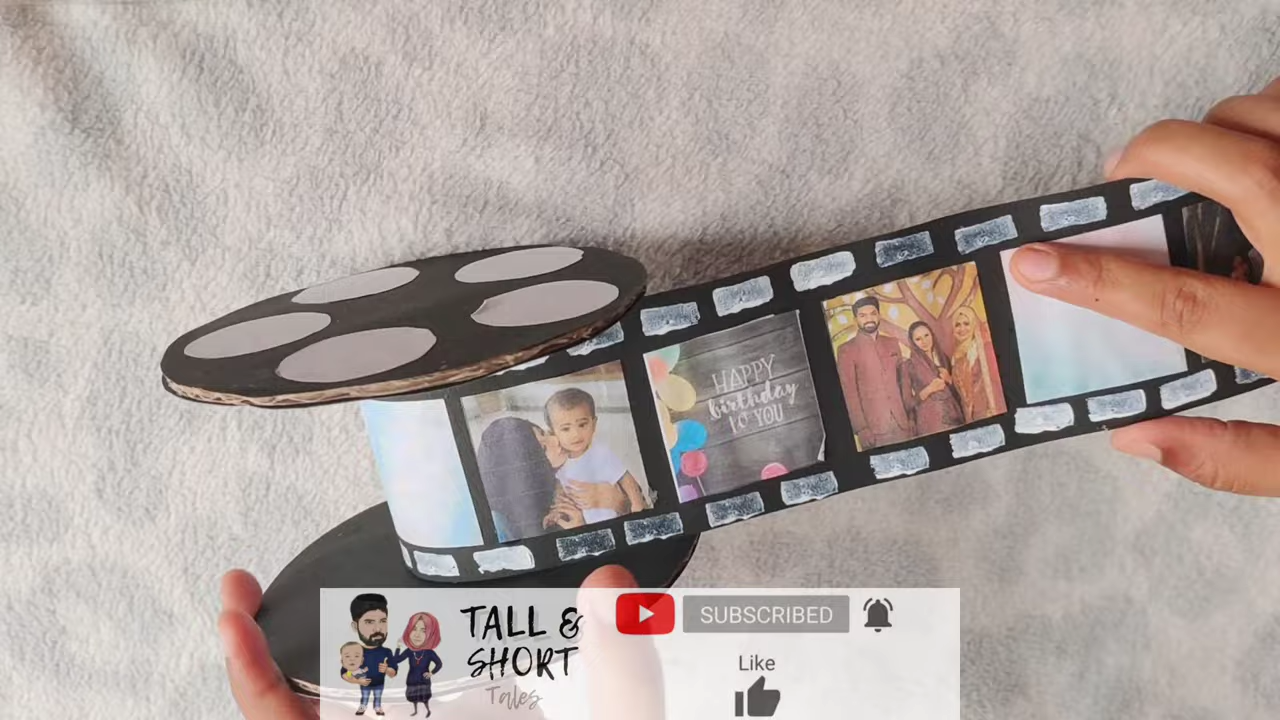 HAPPY
birthday
TO YOU
TALL &
SHORT
Tales
SUBSCRIBED
Like